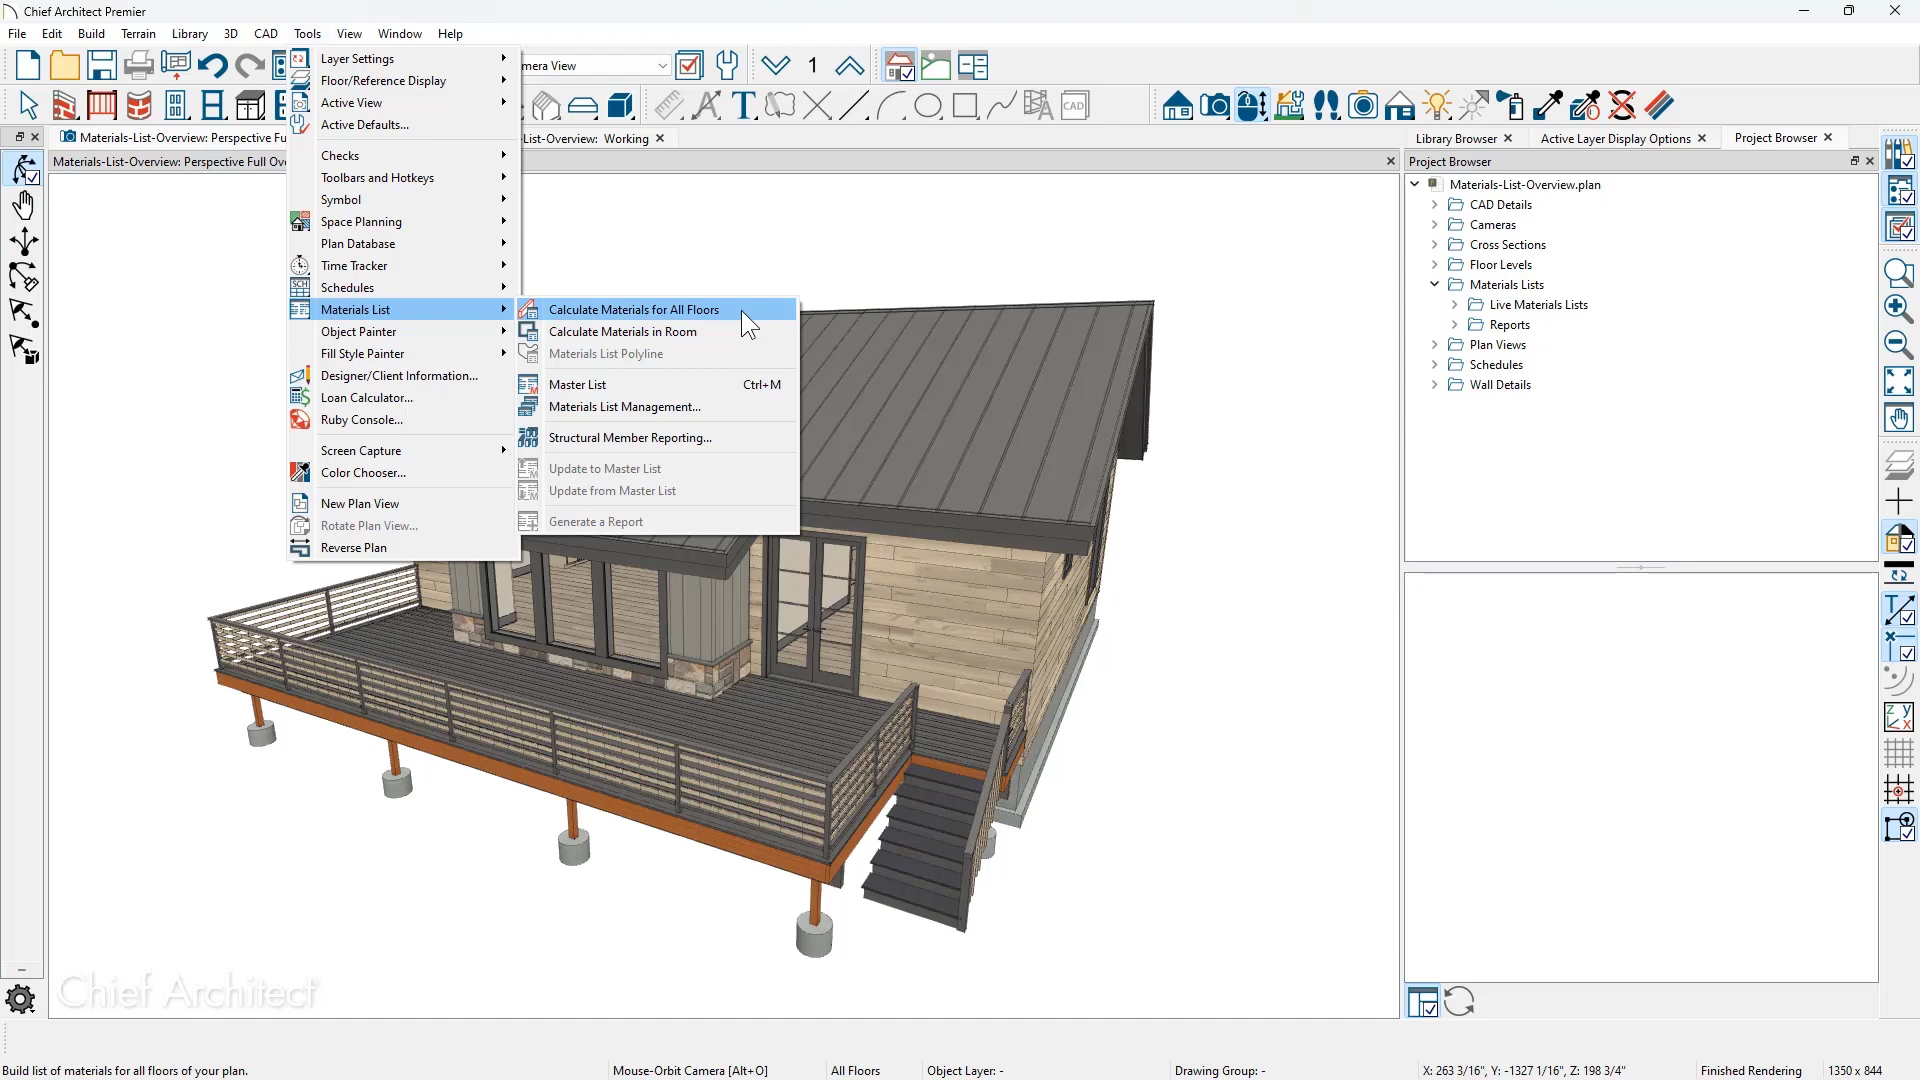 Chief Architect Premier
File Edit Build Terrain Library 3D CAD Tools View Window Help
mera View
1
CAD
Materials-List-Overview: Perspective Fu
-List-Overview: Working
Materials-List-Overview: Perspective Full Ov
Layer Settings
Floor/Reference Display
Active View
Active Defaults...
Checks
Toolbars and Hotkeys
Symbol
Space Planning
Plan Database
Time Tracker
Schedules
Materials List
Object Painter
Fill Style Painter
Designer/Client Information...
Loan Calculator...
Ruby Console...
Screen Capture
Color Chooser...
New Plan View
Rotate Plan View...
Reverse Plan
Calculate Materials for All Floors
Calculate Materials in Room
Materials List Polyline
Master List Ctrl+M
Materials List Management...
Structural Member Reporting...
Update to Master List
Update from Master List
Generate a Report
Library Browser
Active Layer Display Options
Project Browser
Project Browser
Materials-List-Overview.plan
CAD Details
Cameras
Cross Sections
Floor Levels
Materials Lists
Live Materials Lists
Reports
Plan Views
Schedules
Wall Details
Chief Architect
Build list of materials for all floors of your plan.
Mouse-Orbit Camera [Alt+O]
All Floors
Object Layer: -
Drawing Group: -
X: 263 3/16", Y: -1327 1/16", Z: 198 3/4"
Finished Rendering
1350 x 844